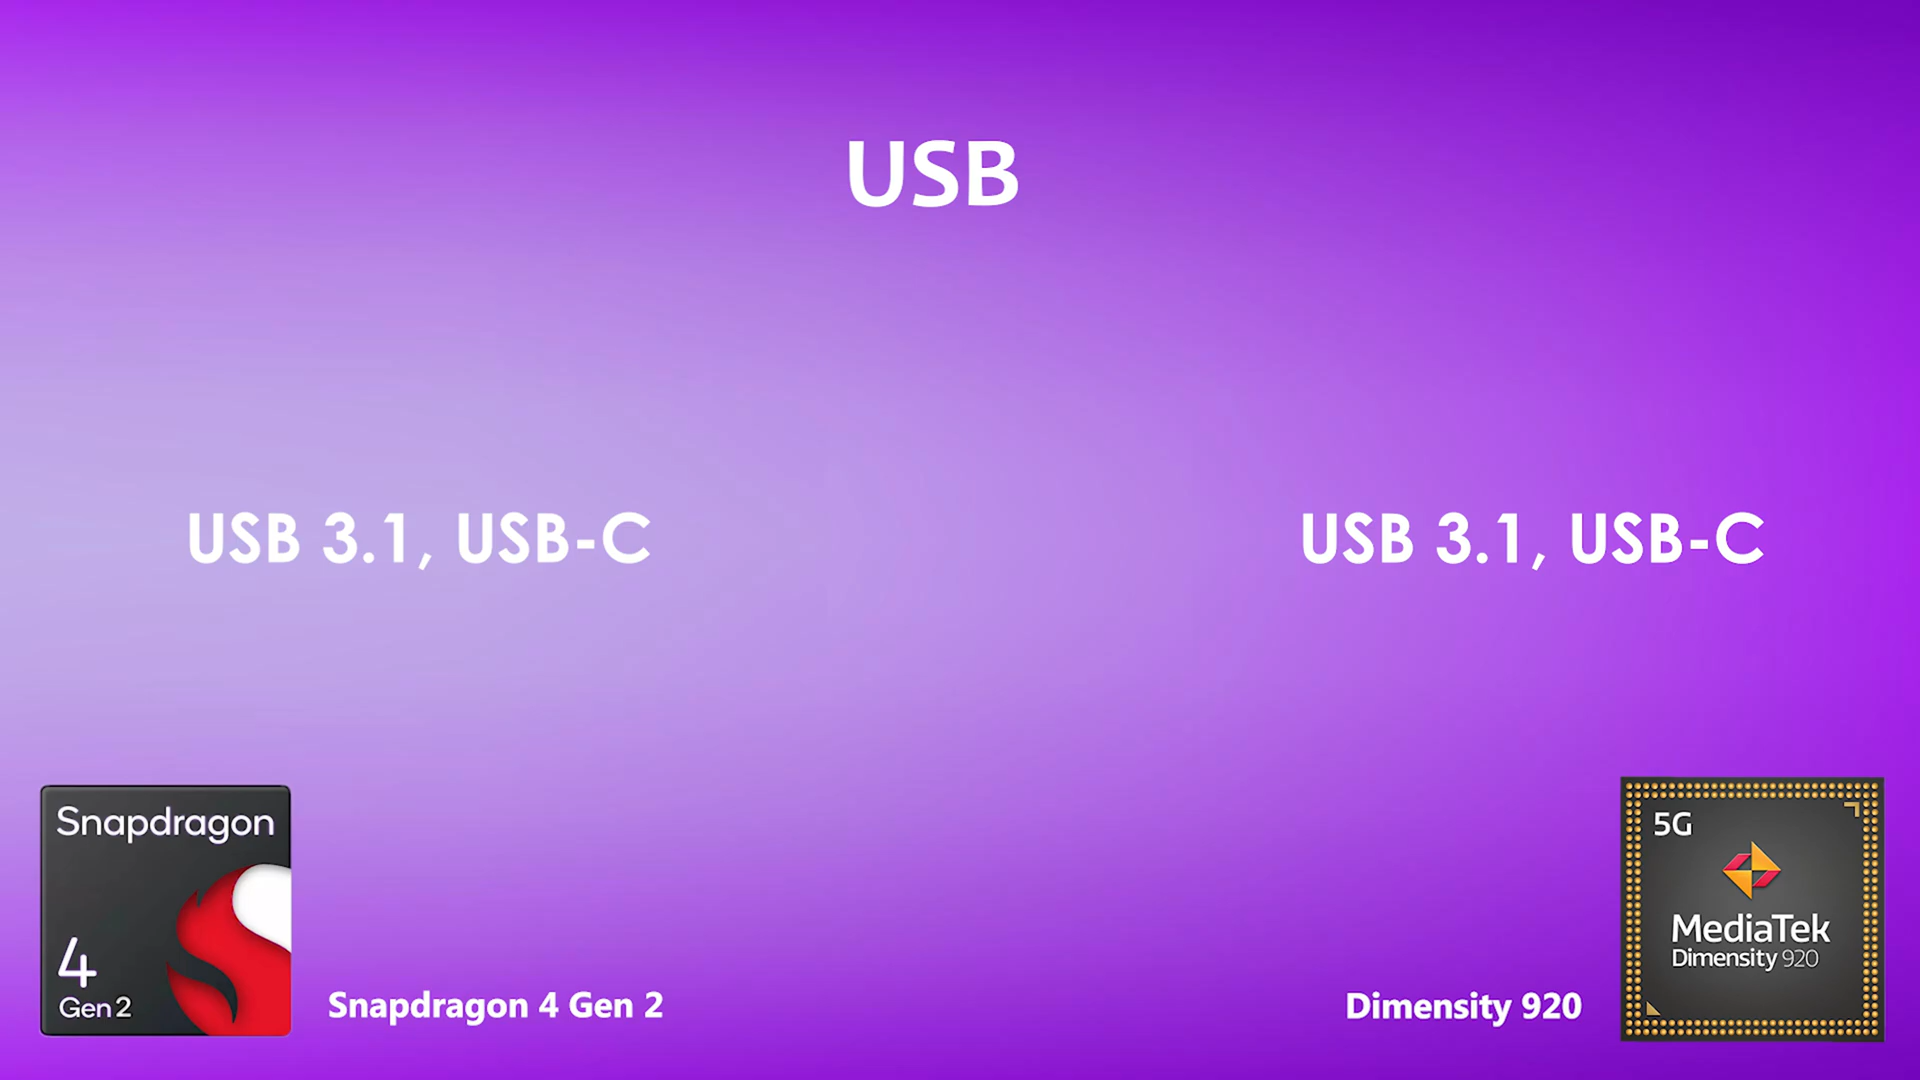 USB
USB 3.1, USB-C
USB 3.1, USB-C
Snapdragon
4
Gen 2
Snapdragon 4 Gen 2
Dimensity 920
5G
MediaTek
Dimensity 920